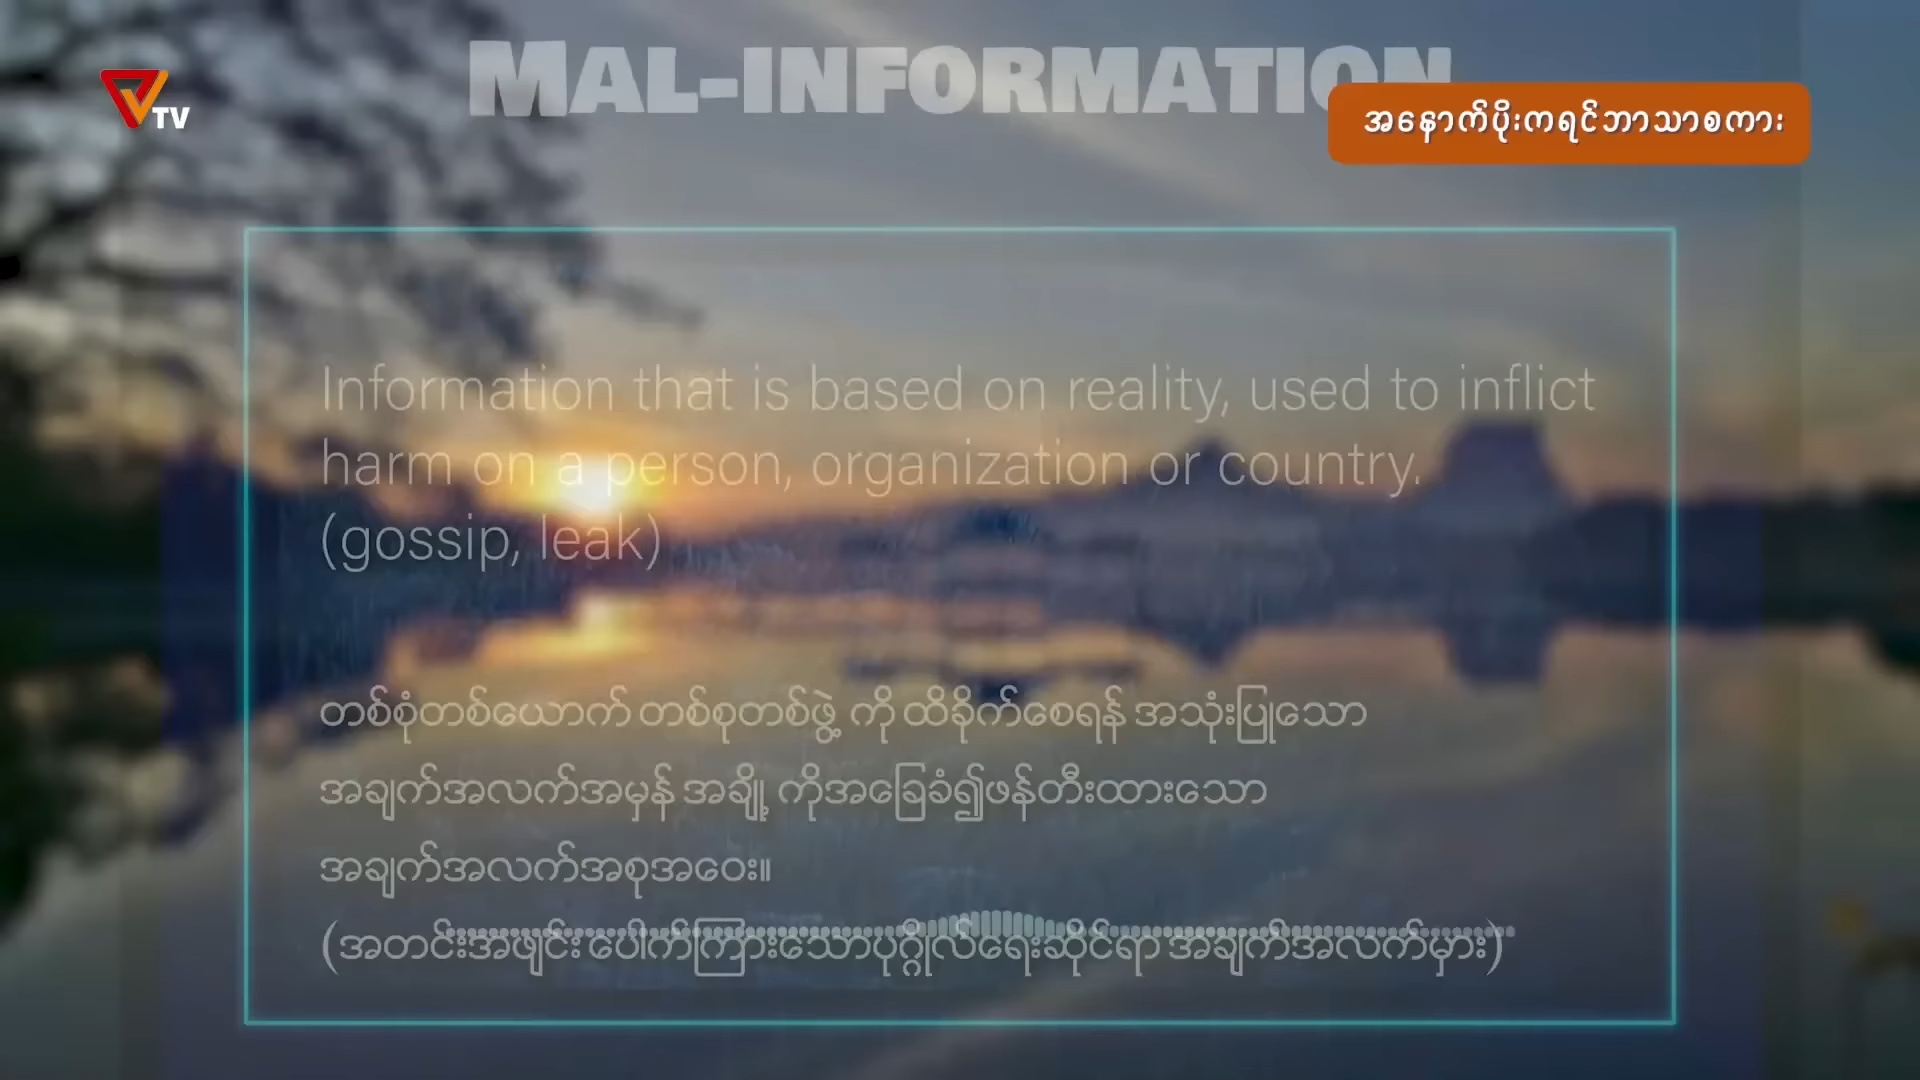 MAL-INFORMATION
TV
အနောက်ပိုးကရင်ဘာသာစကား
Information that is based on reality, used to inflict
harm on a person, organization or country.
(gossip, leak)
တစ်စုံတစ်ယောက် တစ်စုတစ်ဖွဲ့ ကို ထိခိုက်စေရန် အသုံးပြုသော
အချက်အလက်အမှန် အချို့ ကိုအခြေခံ၍ဖန်တီးထားသော
အချက်အလက်အစုအဝေး။
(အတင်းအဖျင်း ပေါက်ကြားသောပုဂ္ဂိုလ်ရေးဆိုင်ရာ အချက်အလက်မှား)